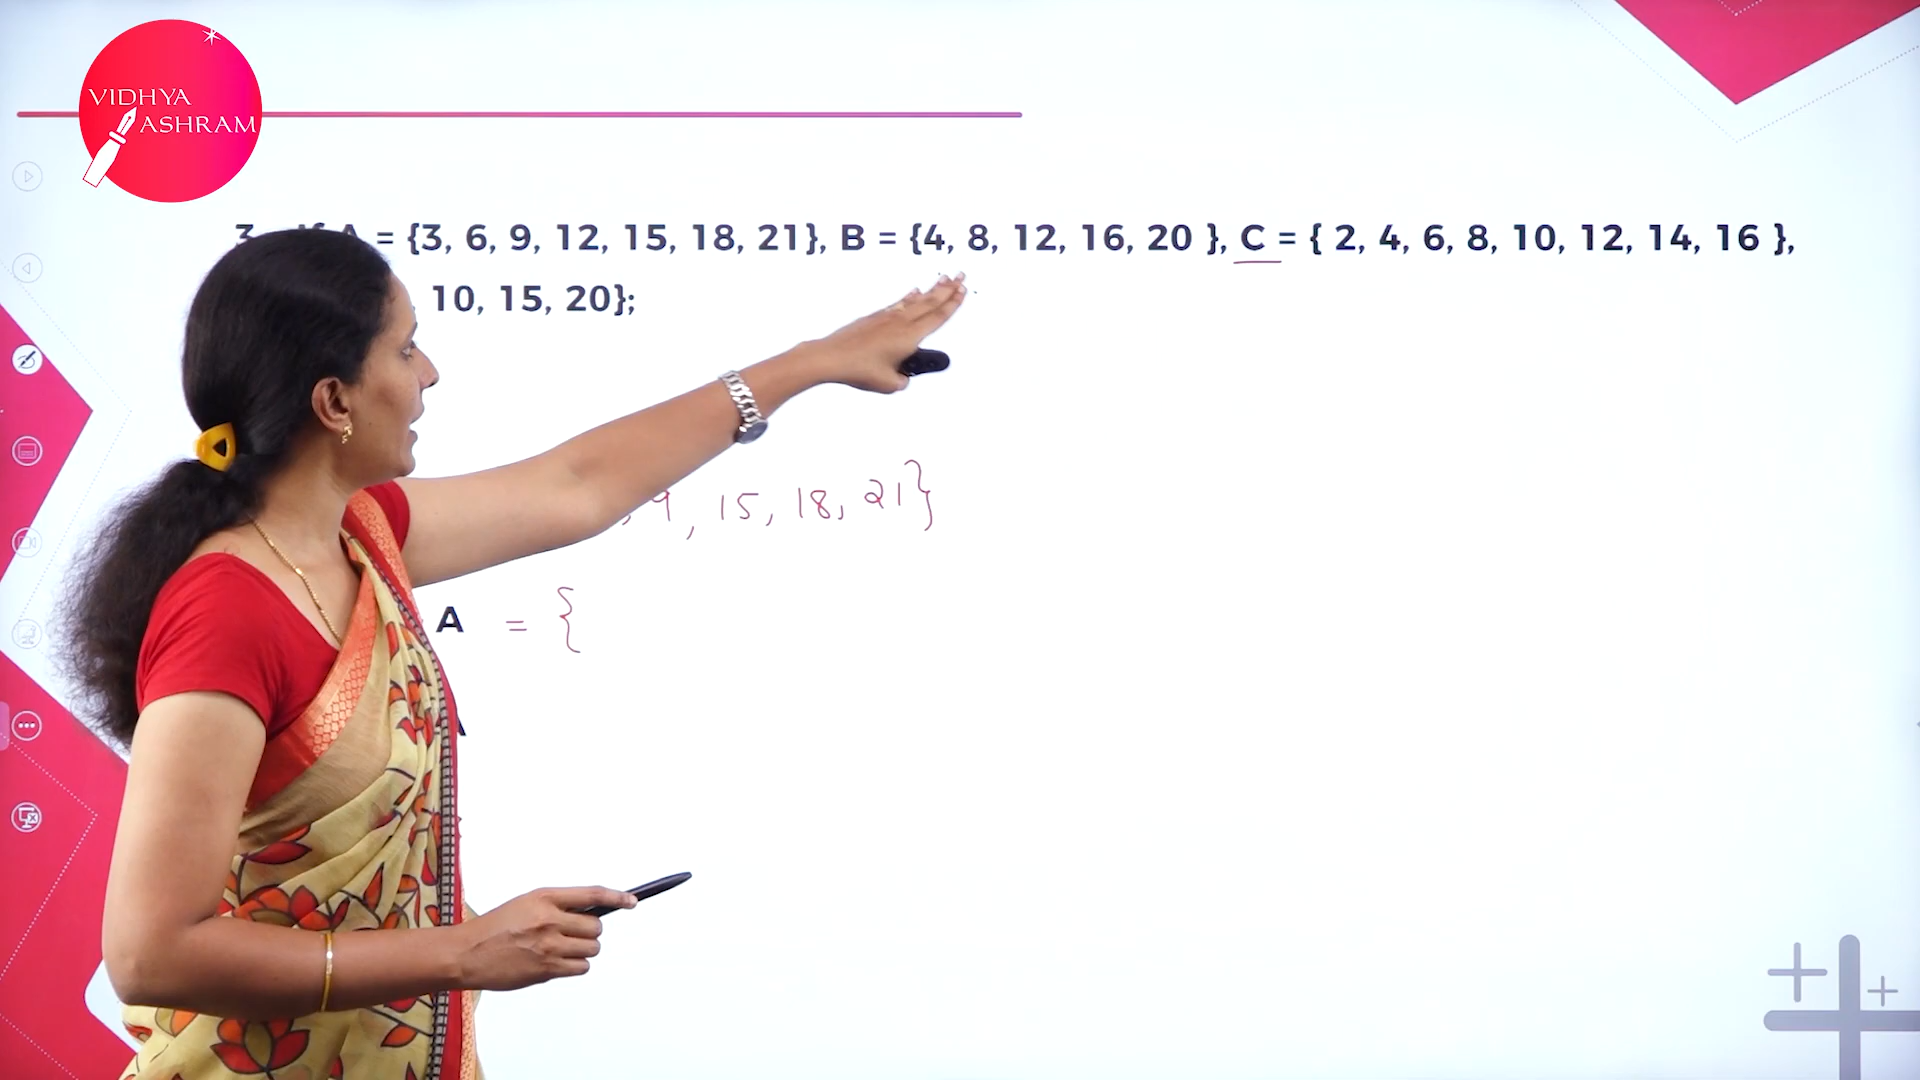 VIDHYA
ASHRAM
= {3, 6, 9, 12, 15, 18, 21}, B = {4, 8, 12, 16, 20 }, C = { 2, 4, 6, 8, 10, 12, 14, 16 },
10, 15, 20};
, 9, 15, 18, 21}
A = {